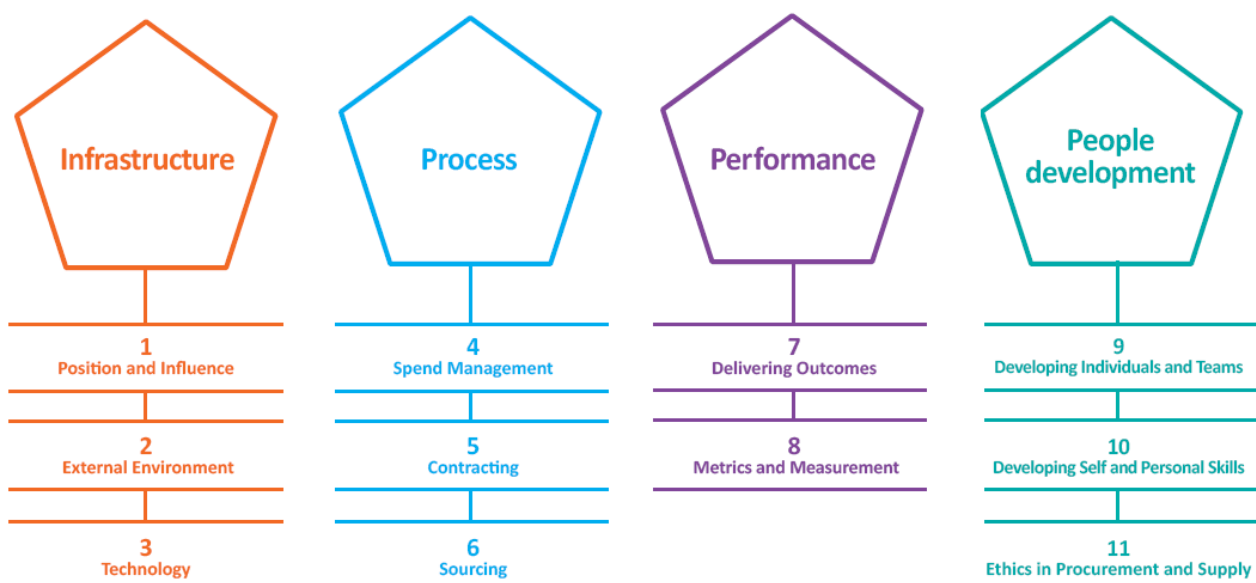 Infrastructure
1
Position and Influence
2
External Environment
3
Technology
Process
4
Spend Management
5
Contracting
6
Sourcing
Performance
7
Delivering Outcomes
8
Metrics and Measurement
People
development
9
Developing Individuals and Teams
10
Developing Self and Personal Skills
11
Ethics in Procurement and Supply